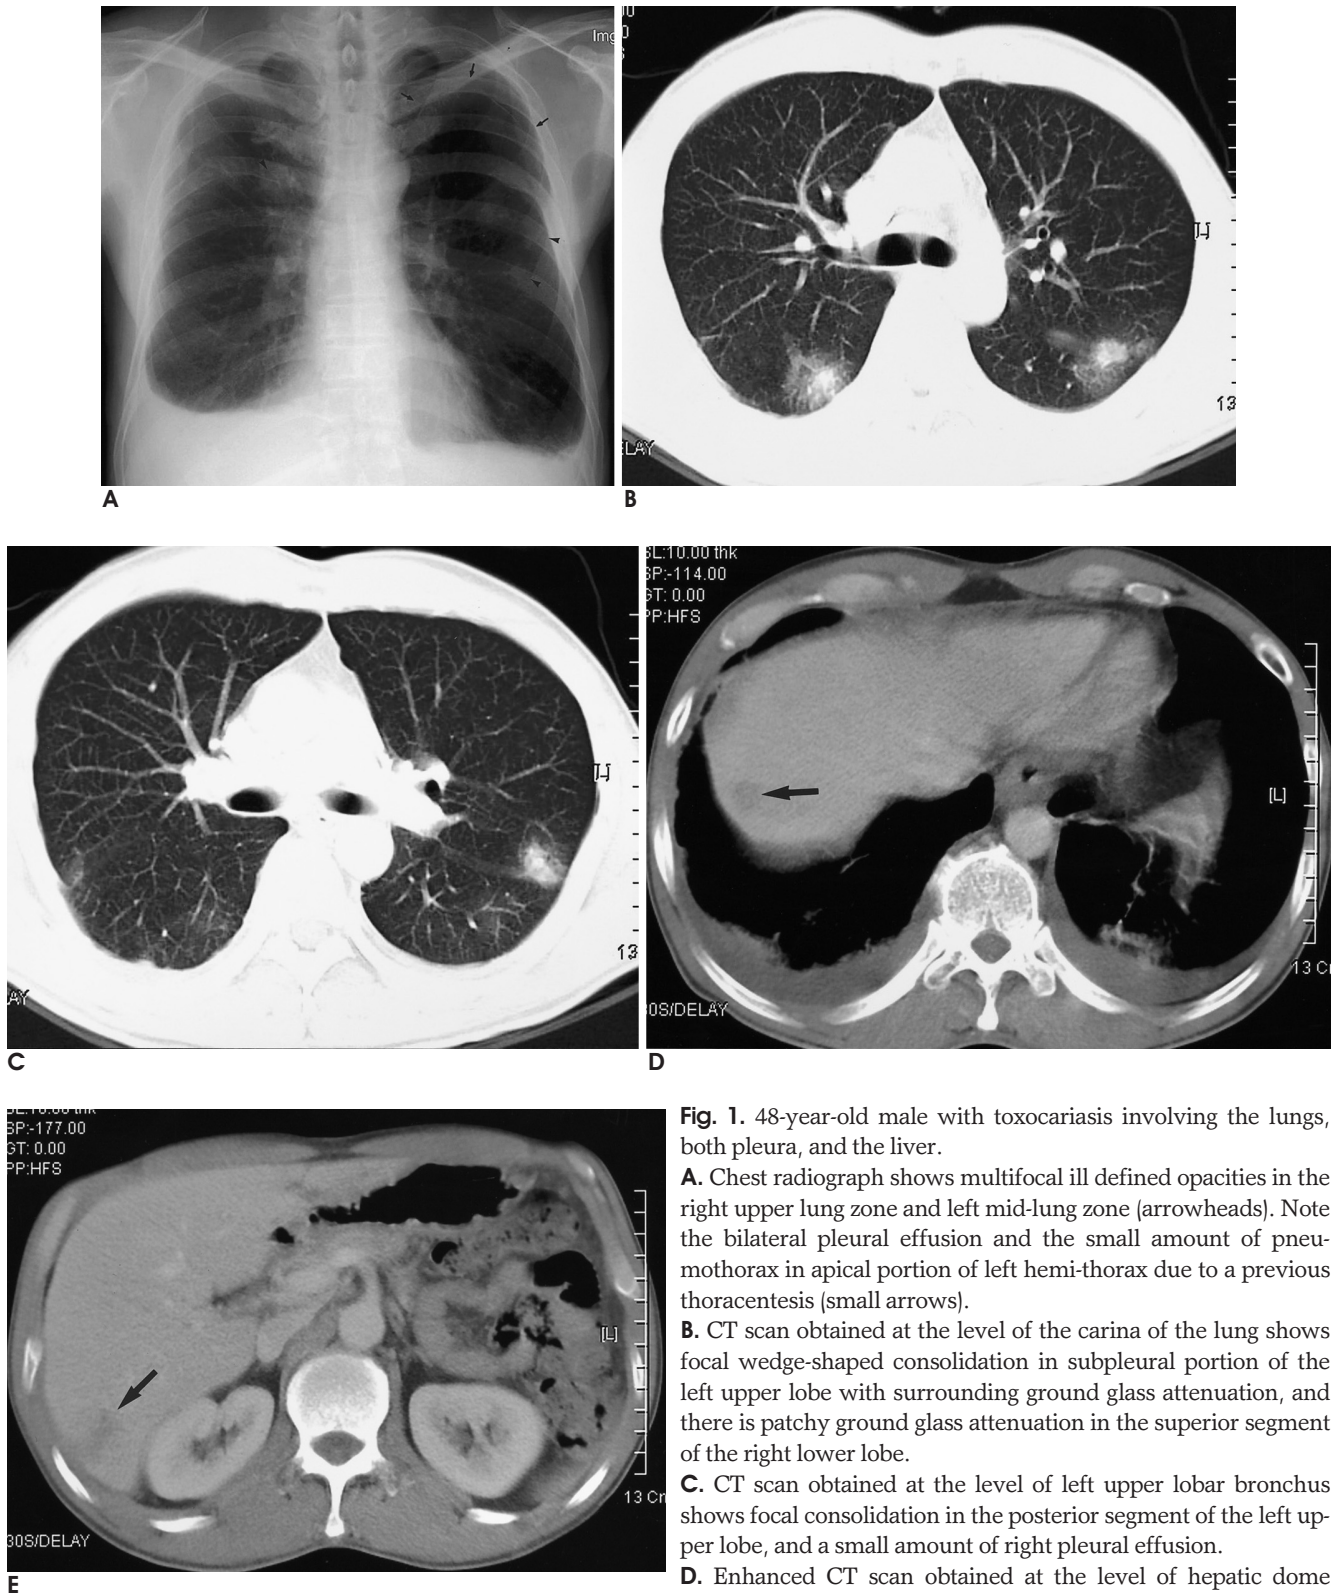 Img
A
B
[L]
13
LAY
C
[L]
13
AY
D
SL:10.00 thk
SP:-114.00
GT: 0.00
PP:HFS
[L]
13 Cr
0S/DELAY
E
SP:-177.00
GT: 0.00
PP:HFS
[L]
13 Cr
30S/DELAY
Fig. 1. 48-year-old male with toxocariasis involving the lungs,
both pleura, and the liver.
A. Chest radiograph shows multifocal ill defined opacities in the
right upper lung zone and left mid-lung zone (arrowheads). Note
the bilateral pleural effusion and the small amount of pneu-
mothorax in apical portion of left hemi-thorax due to a previous
thoracentesis (small arrows).
B. CT scan obtained at the level of the carina of the lung shows
focal wedge-shaped consolidation in subpleural portion of the
left upper lobe with surrounding ground glass attenuation, and
there is patchy ground glass attenuation in the superior segment
of the right lower lobe.
C. CT scan obtained at the level of left upper lobar bronchus
shows focal consolidation in the posterior segment of the left up-
per lobe, and a small amount of right pleural effusion.
D. Enhanced CT scan obtained at the level of hepatic dome